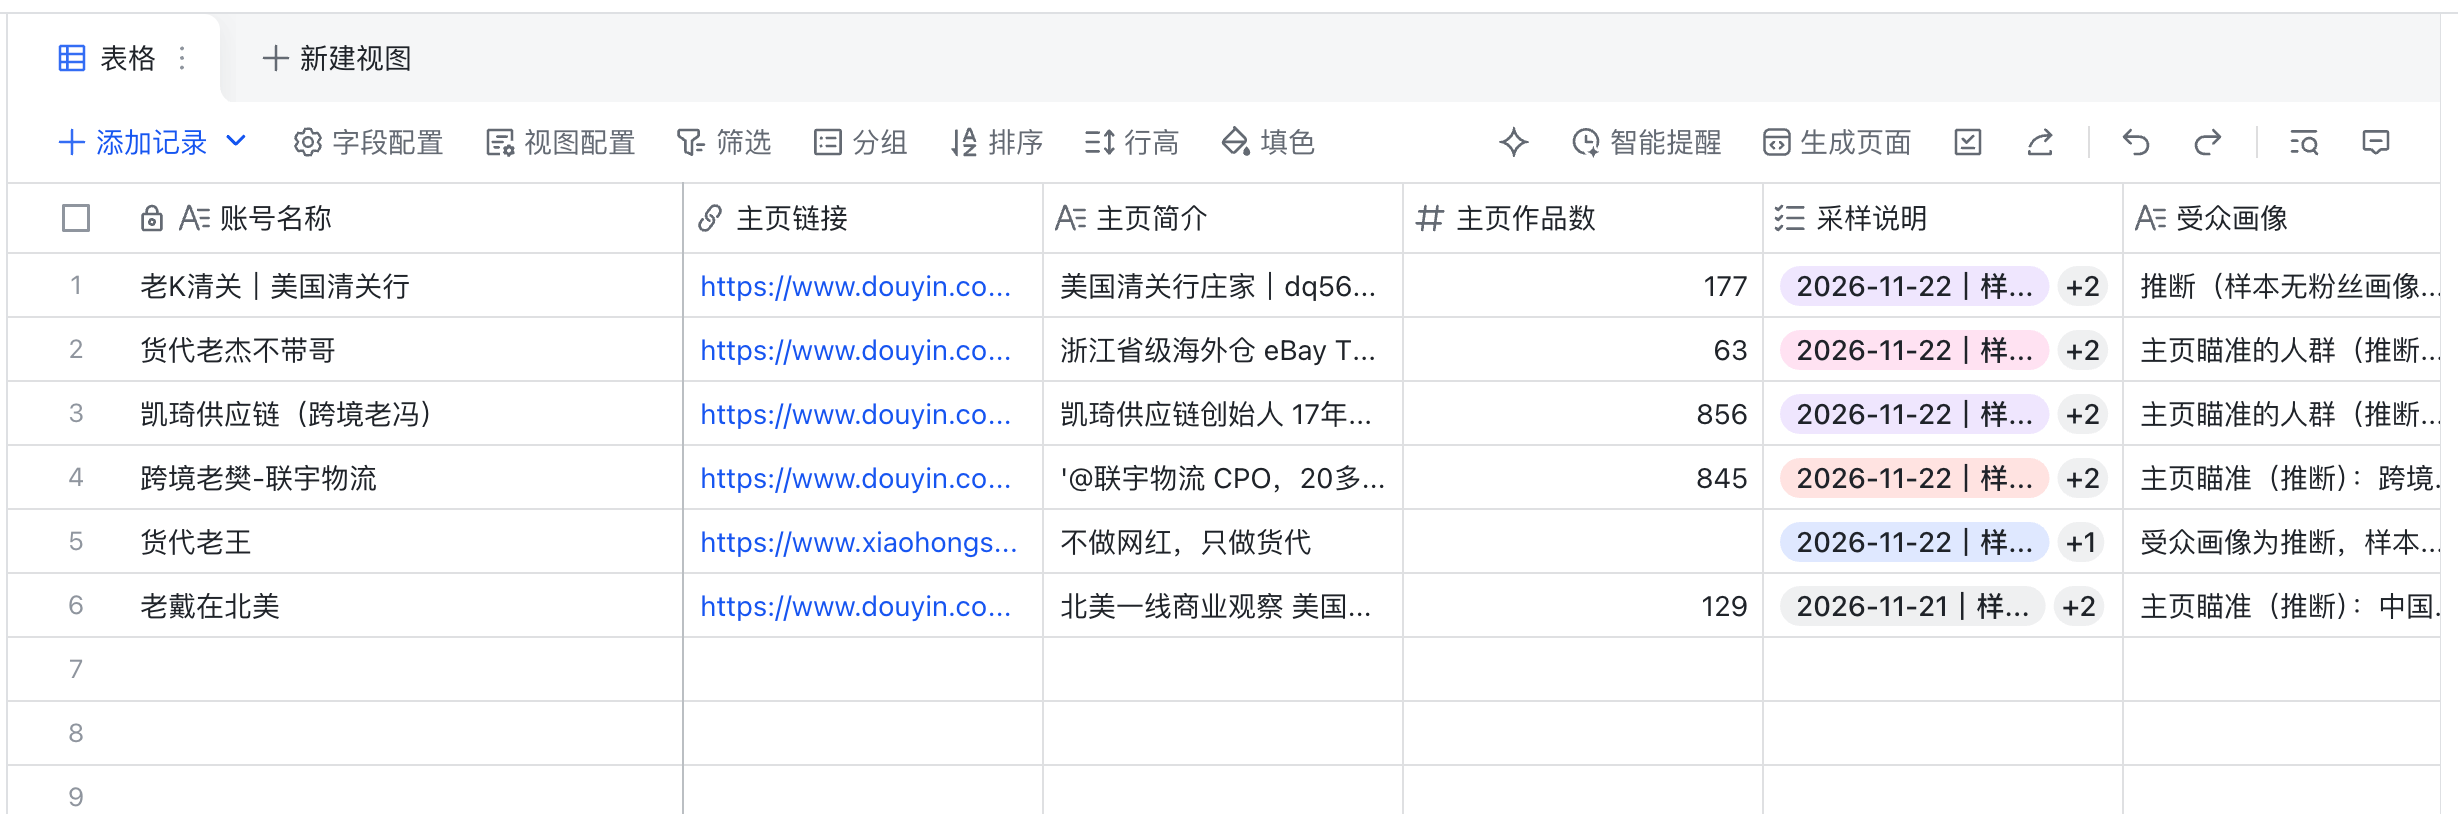 表格
新建视图
添加记录 字段配置 视图配置 筛选 分组 排序 行高 填色 智能提醒 生成页面
账号名称 主页链接 主页简介 主页作品数 采样说明 受众画像
1 老K清关｜美国清关行 https://www.douyin.co... 美国清关行庄家｜dq56... 177 2026-11-22｜样... +2 推断（样本无粉丝画像...
2 货代老杰不带哥 https://www.douyin.co... 浙江省级海外仓 eBay T... 63 2026-11-22｜样... +2 主页瞄准的人群（推断...
3 凯琦供应链（跨境老冯） https://www.douyin.co... 凯琦供应链创始人 17年... 856 2026-11-22｜样... +2 主页瞄准的人群（推断...
4 跨境老樊-联宇物流 https://www.douyin.co... '@联宇物流 CPO，20多... 845 2026-11-22｜样... +2 主页瞄准（推断）：跨境...
5 货代老王 https://www.xiaohongs... 不做网红，只做货代 2026-11-22｜样... +1 受众画像为推断，样本...
6 老戴在北美 https://www.douyin.co... 北美一线商业观察 美国... 129 2026-11-21｜样... +2 主页瞄准（推断）：中国...
7
8
9